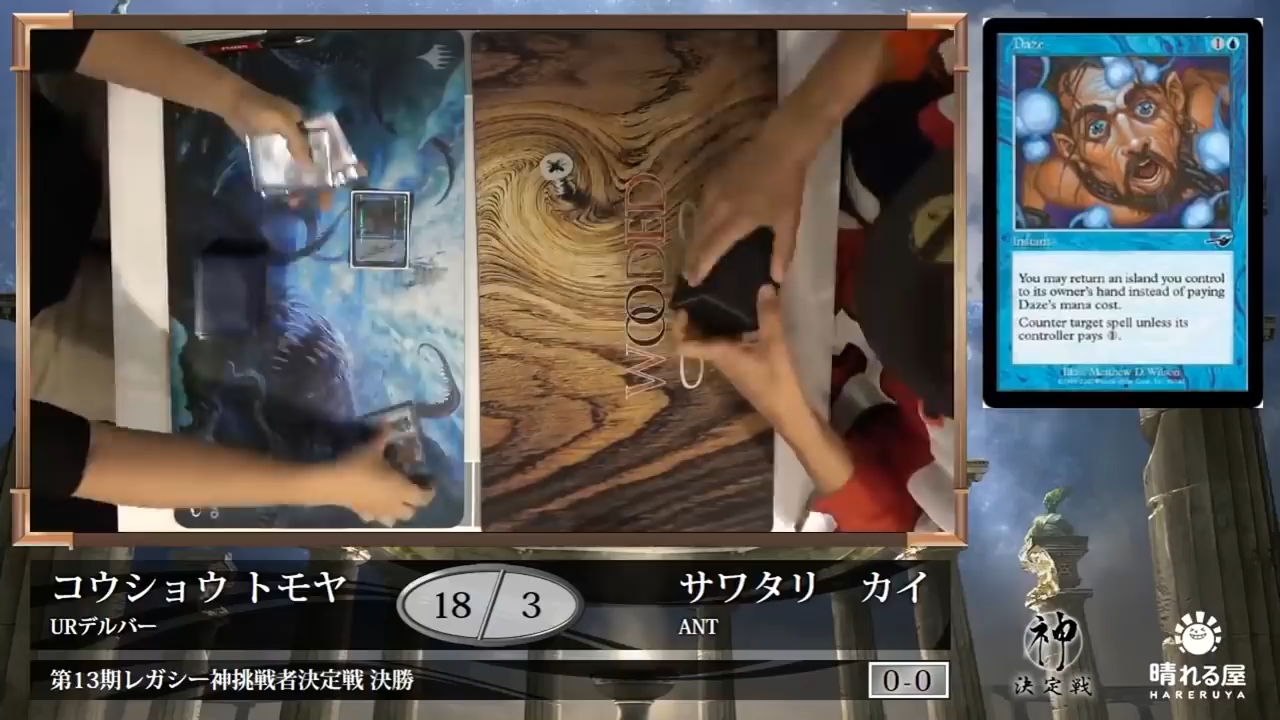 Daze
Instant
You may return an island you control
to its owner's hand instead of paying
Daze's mana cost.
Counter target spell unless its
controller pays 1.
Illus. Matthew D. Wilson
WOODED
コウショウ トモヤ
URデルバー
18 / 3
サワタリ カイ
ANT
第13期レガシー神挑戦者決定戦 決勝
0-0
神
決定戦
晴れる屋
HARERUYA